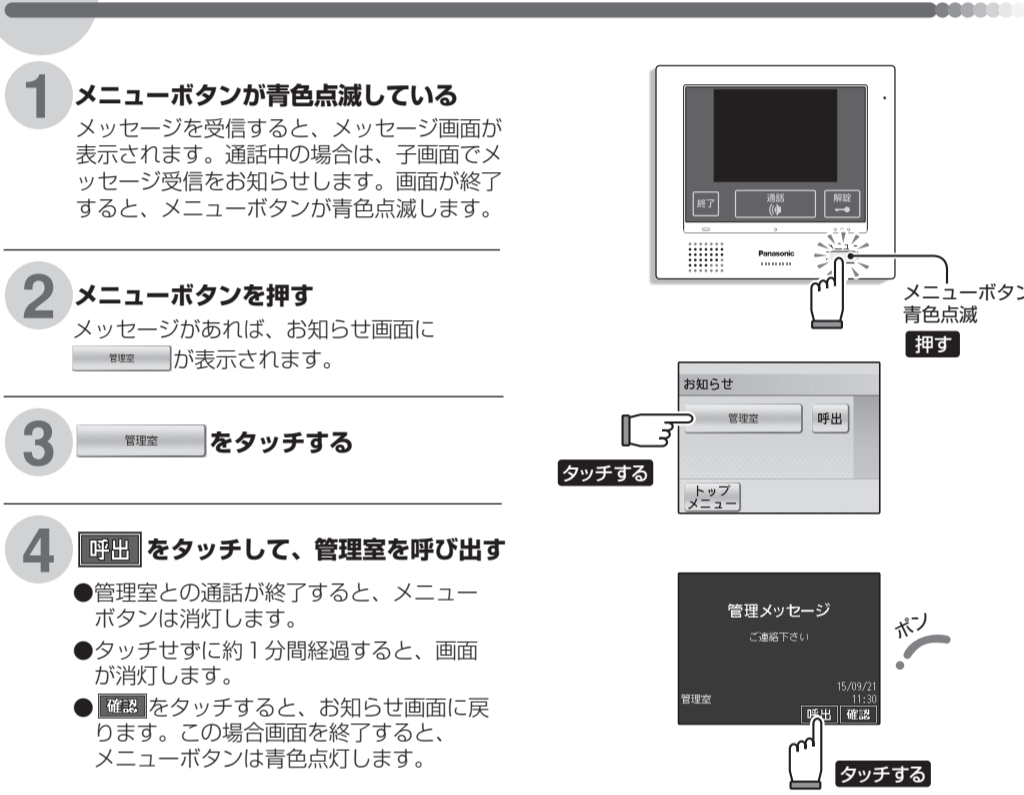 1
メニューボタンが青色点滅している
メッセージを受信すると、メッセージ画面が
表示されます。通話中の場合は、子画面でメ
ッセージ受信をお知らせします。画面が終了
すると、メニューボタンが青色点滅します。
終了
通話
解錠
Panasonic
メニューボタン
青色点滅
押す
2
メニューボタンを押す
メッセージがあれば、お知らせ画面に
管理室 が表示されます。
お知らせ
管理室 呼出
タッチする
トップ
メニュー
3
管理室 をタッチする
4
呼出 をタッチして、管理室を呼び出す
●管理室との通話が終了すると、メニュー
ボタンは消灯します。
●タッチせずに約1分間経過すると、画面
が消灯します。
● 確認 をタッチすると、お知らせ画面に戻
ります。この場合画面を終了すると、
メニューボタンは青色点灯します。
管理メッセージ
ご連絡下さい
ポン
15/09/21
管理室 11:30
呼出 確認
タッチする